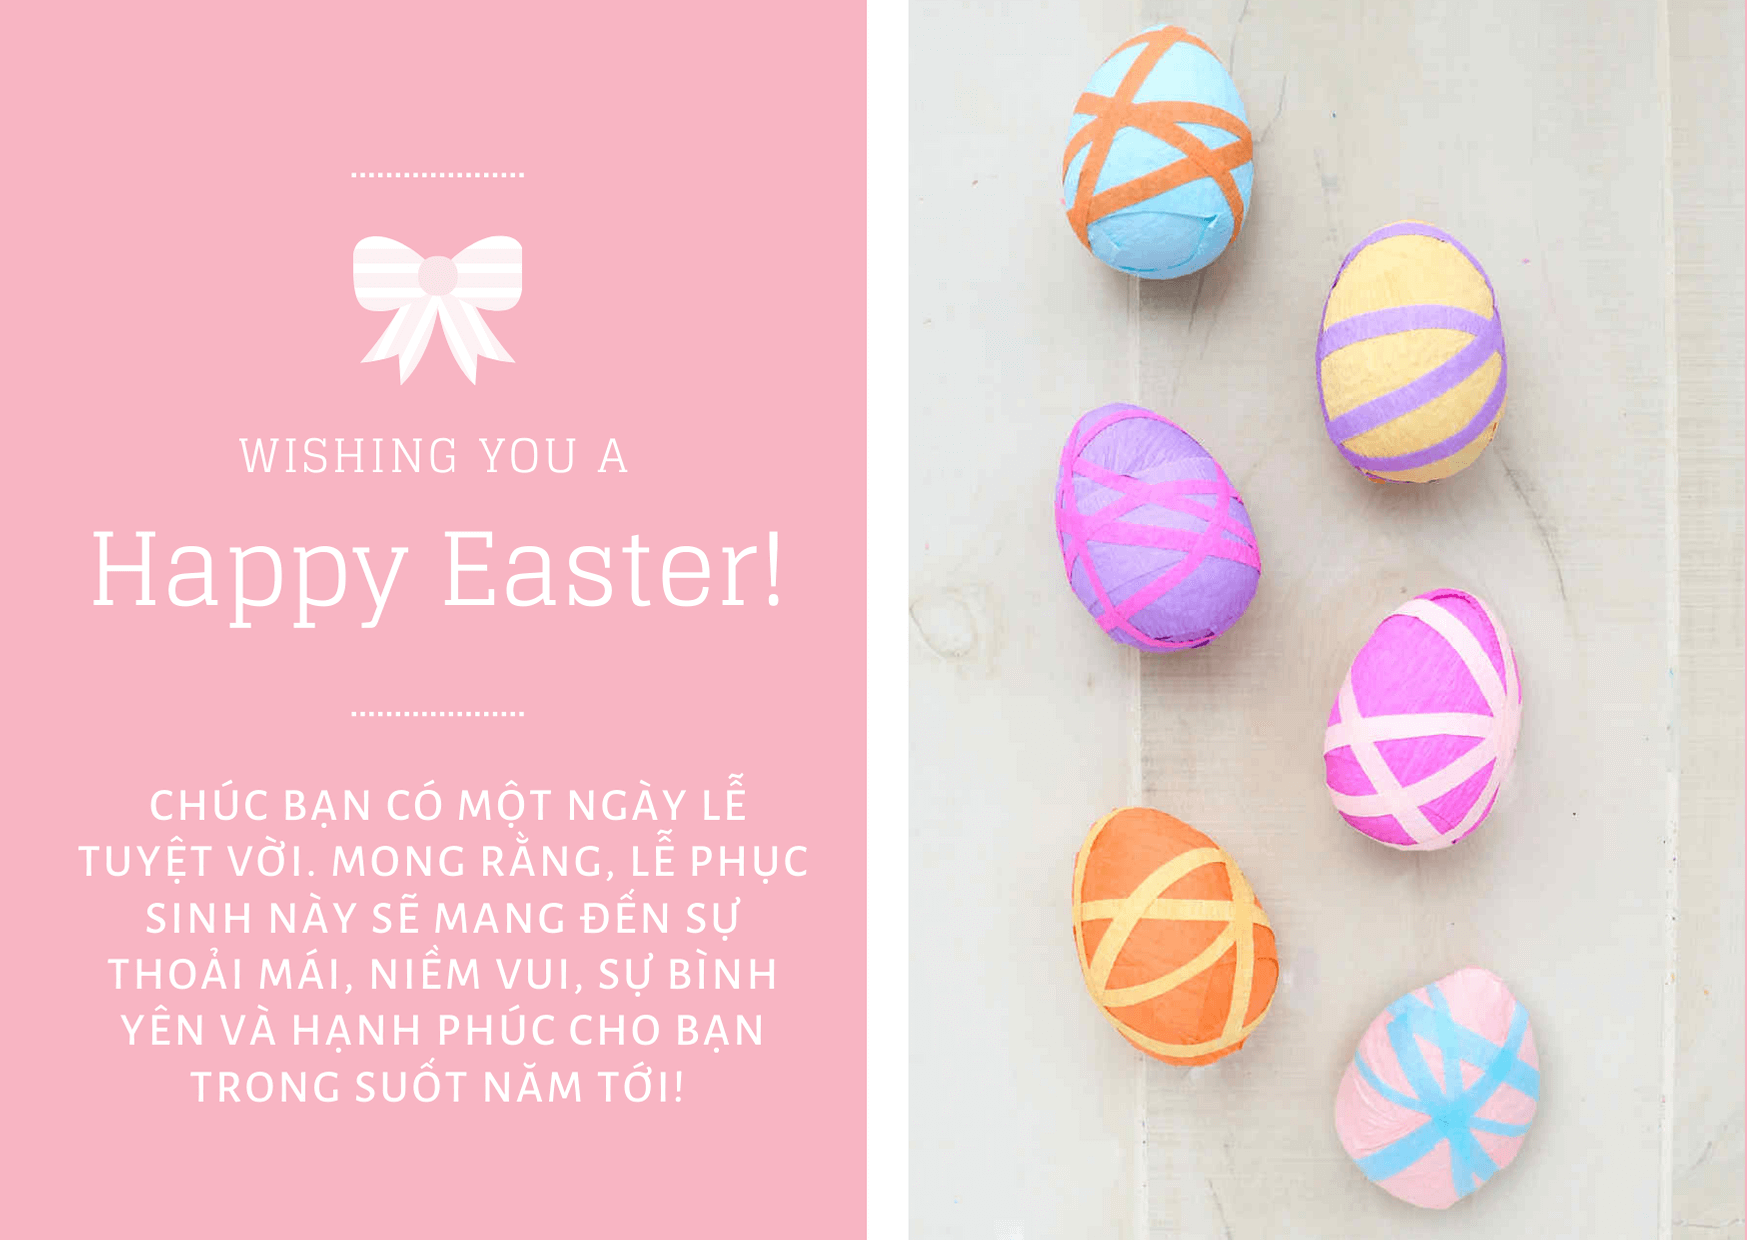 WISHING YOU A
Happy Easter!
CHÚC BẠN CÓ MỘT NGÀY LỄ
TUYỆT VỜI. MONG RẰNG, LỄ PHỤC
SINH NÀY SẼ MANG ĐẾN SỰ
THOẢI MÁI, NIỀM VUI, SỰ BÌNH
YÊN VÀ HẠNH PHÚC CHO BẠN
TRONG SUỐT NĂM TỚI!